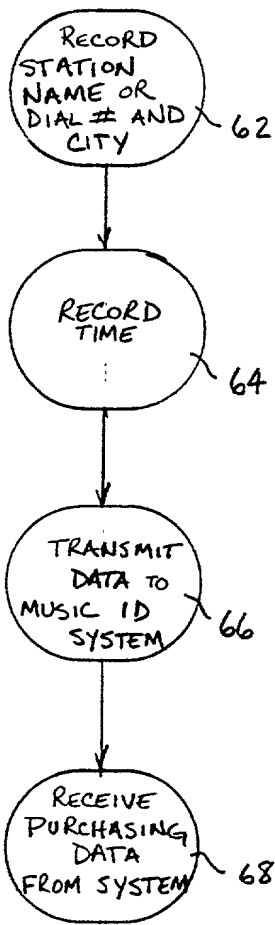 RECORD
STATION
NAME OR
DIAL # AND
CITY
62
RECORD
TIME
64
TRANSMIT
DATA TO
MUSIC ID
SYSTEM
66
RECEIVE
PURCHASING
DATA
FROM SYSTEM
68